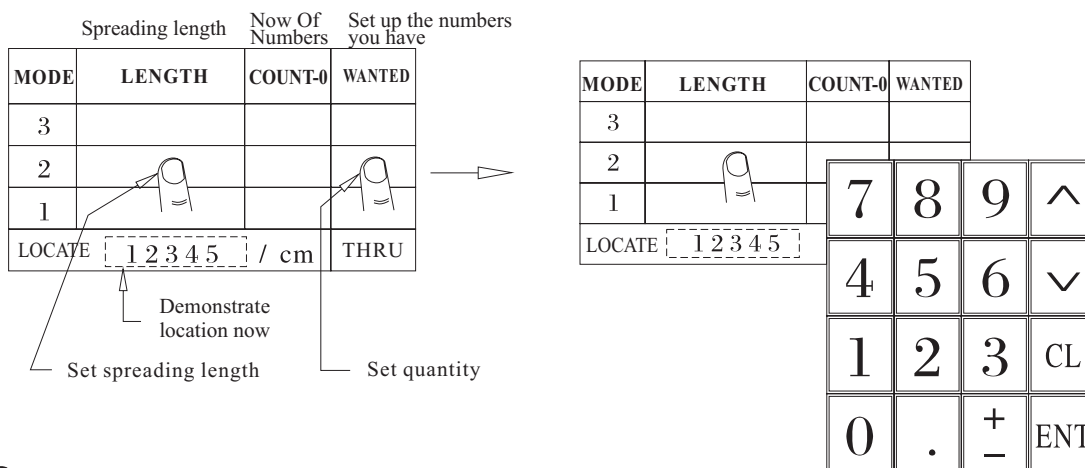 Spreading length
Now Of
Numbers
Set up the numbers
you have
MODE LENGTH COUNT-0 WANTED
3
2
1
LOCATE 12345 / cm THRU
Demonstrate
location now
Set spreading length
Set quantity
MODE LENGTH COUNT-0 WANTED
3
2
1
LOCATE 12345
7 8 9 ^
4 5 6 v
1 2 3 CL
0 . + − ENT